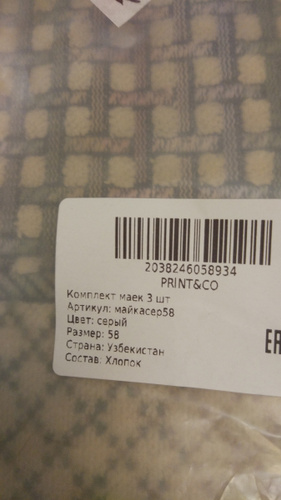 2038246058934
PRINT&CO
Комплект маек 3 шт
Артикул: майкасер58
Цвет: серый
Размер: 58
Страна: Узбекистан
Состав: Хлопок